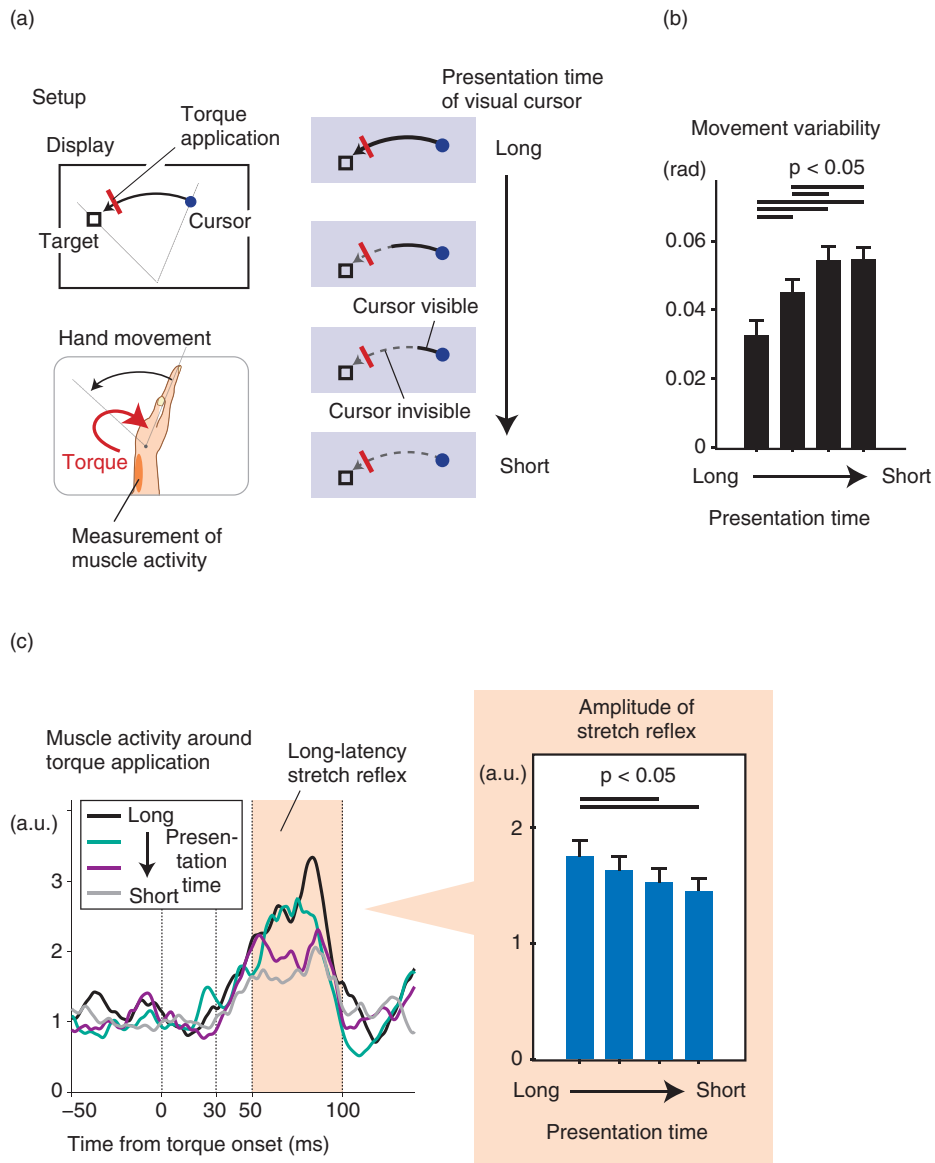 (a)
Setup
Display
Torque
application
Target
Cursor
Hand movement
Torque
Measurement of
muscle activity
Presentation time
of visual cursor
Long
Cursor visible
Cursor invisible
Short
(b)
Movement variability
(rad)
p < 0.05
0.06
0.04
0.02
0
Long
Short
Presentation time
(c)
Muscle activity around
torque application
Long-latency
stretch reflex
(a.u.)
Long
Presen-
tation
time
Short
3
2
1
0
−50
0
30
50
100
Time from torque onset (ms)
Amplitude of
stretch reflex
(a.u.)
p < 0.05
2
1
0
Long
Short
Presentation time